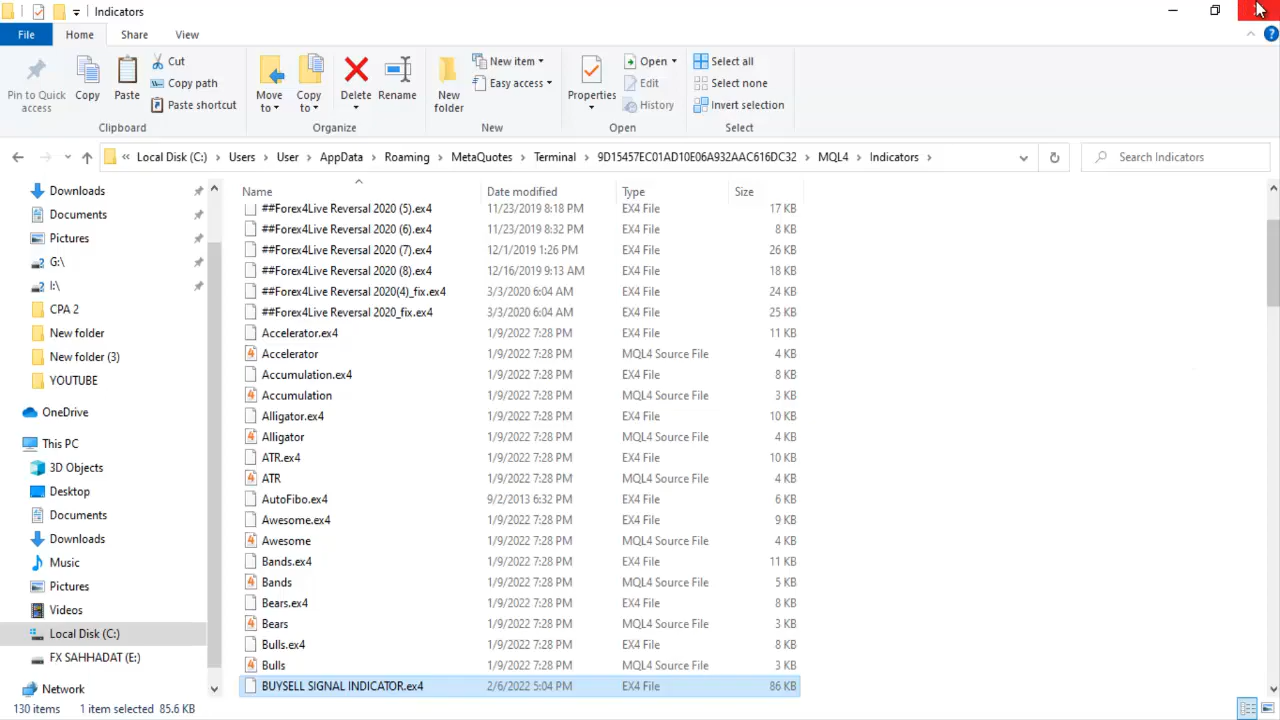 Indicators
File Home Share View
Pin to Quick access
Copy
Paste
Cut
Copy path
Paste shortcut
Clipboard
Move to
Copy to
Delete
Rename
Organize
New folder
New item
Easy access
New
Properties
Open
Edit
History
Open
Select all
Select none
Invert selection
Select
« Local Disk (C:) › Users › User › AppData › Roaming › MetaQuotes › Terminal › 9D15457EC01AD10E06A932AAC616DC32 › MQL4 › Indicators ›
Search Indicators
Downloads
Documents
Pictures
G:\
I:\
CPA 2
New folder
New folder (3)
YOUTUBE
OneDrive
This PC
3D Objects
Desktop
Documents
Downloads
Music
Pictures
Videos
Local Disk (C:)
FX SAHHADAT (E:)
Network
Name Date modified Type Size
##Forex4Live Reversal 2020 (5).ex4 11/23/2019 8:18 PM EX4 File 17 KB
##Forex4Live Reversal 2020 (6).ex4 11/23/2019 8:32 PM EX4 File 8 KB
##Forex4Live Reversal 2020 (7).ex4 12/1/2019 1:26 PM EX4 File 26 KB
##Forex4Live Reversal 2020 (8).ex4 12/16/2019 9:13 AM EX4 File 18 KB
##Forex4Live Reversal 2020(4)_fix.ex4 3/3/2020 6:04 AM EX4 File 24 KB
##Forex4Live Reversal 2020_fix.ex4 3/3/2020 6:04 AM EX4 File 25 KB
Accelerator.ex4 1/9/2022 7:28 PM EX4 File 11 KB
Accelerator 1/9/2022 7:28 PM MQL4 Source File 4 KB
Accumulation.ex4 1/9/2022 7:28 PM EX4 File 8 KB
Accumulation 1/9/2022 7:28 PM MQL4 Source File 3 KB
Alligator.ex4 1/9/2022 7:28 PM EX4 File 10 KB
Alligator 1/9/2022 7:28 PM MQL4 Source File 4 KB
ATR.ex4 1/9/2022 7:28 PM EX4 File 10 KB
ATR 1/9/2022 7:28 PM MQL4 Source File 4 KB
AutoFibo.ex4 9/2/2013 6:32 PM EX4 File 6 KB
Awesome.ex4 1/9/2022 7:28 PM EX4 File 9 KB
Awesome 1/9/2022 7:28 PM MQL4 Source File 4 KB
Bands.ex4 1/9/2022 7:28 PM EX4 File 11 KB
Bands 1/9/2022 7:28 PM MQL4 Source File 5 KB
Bears.ex4 1/9/2022 7:28 PM EX4 File 8 KB
Bears 1/9/2022 7:28 PM MQL4 Source File 3 KB
Bulls.ex4 1/9/2022 7:28 PM EX4 File 8 KB
Bulls 1/9/2022 7:28 PM MQL4 Source File 3 KB
BUYSELL SIGNAL INDICATOR.ex4 2/6/2022 5:04 PM EX4 File 86 KB
130 items 1 item selected 85.6 KB